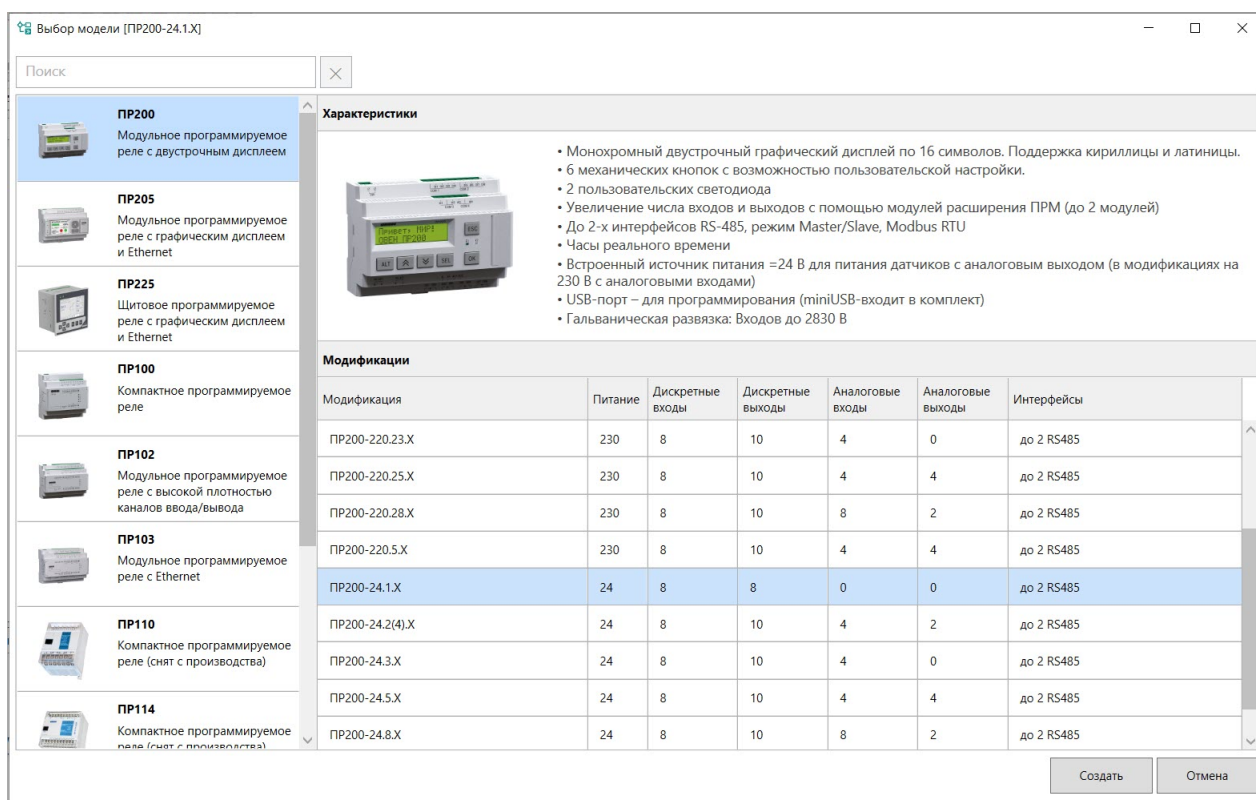 Выбор модели [ПР200-24.1.X]
Поиск
ПР200
Модульное программируемое
реле с двустрочным дисплеем
ПР205
Модульное программируемое
реле с графическим дисплеем
и Ethernet
ПР225
Щитовое программируемое
реле с графическим дисплеем
и Ethernet
ПР100
Компактное программируемое
реле
ПР102
Модульное программируемое
реле с высокой плотностью
каналов ввода/вывода
ПР103
Модульное программируемое
реле с Ethernet
ПР110
Компактное программируемое
реле (снят с производства)
ПР114
Компактное программируемое
реле (снят с производства)
Характеристики
Привет, МИР!
ОВЕН ПР200
ESC
ALT
SEL
OK
• Монохромный двустрочный графический дисплей по 16 символов. Поддержка кириллицы и латиницы.
• 6 механических кнопок с возможностью пользовательской настройки.
• 2 пользовательских светодиода
• Увеличение числа входов и выходов с помощью модулей расширения ПРМ (до 2 модулей)
• До 2-х интерфейсов RS-485, режим Master/Slave, Modbus RTU
• Часы реального времени
• Встроенный источник питания =24 В для питания датчиков с аналоговым выходом (в модификациях на
230 В с аналоговыми входами)
• USB-порт – для программирования (miniUSB-входит в комплект)
• Гальваническая развязка: Входов до 2830 В
Модификации
Модификация Питание Дискретные входы Дискретные выходы Аналоговые входы Аналоговые выходы Интерфейсы
ПР200-220.23.X 230 8 10 4 0 до 2 RS485
ПР200-220.25.X 230 8 10 4 4 до 2 RS485
ПР200-220.28.X 230 8 10 8 2 до 2 RS485
ПР200-220.5.X 230 8 10 4 4 до 2 RS485
ПР200-24.1.X 24 8 8 0 0 до 2 RS485
ПР200-24.2(4).X 24 8 10 4 2 до 2 RS485
ПР200-24.3.X 24 8 10 4 0 до 2 RS485
ПР200-24.5.X 24 8 10 4 4 до 2 RS485
ПР200-24.8.X 24 8 10 8 2 до 2 RS485
Создать
Отмена